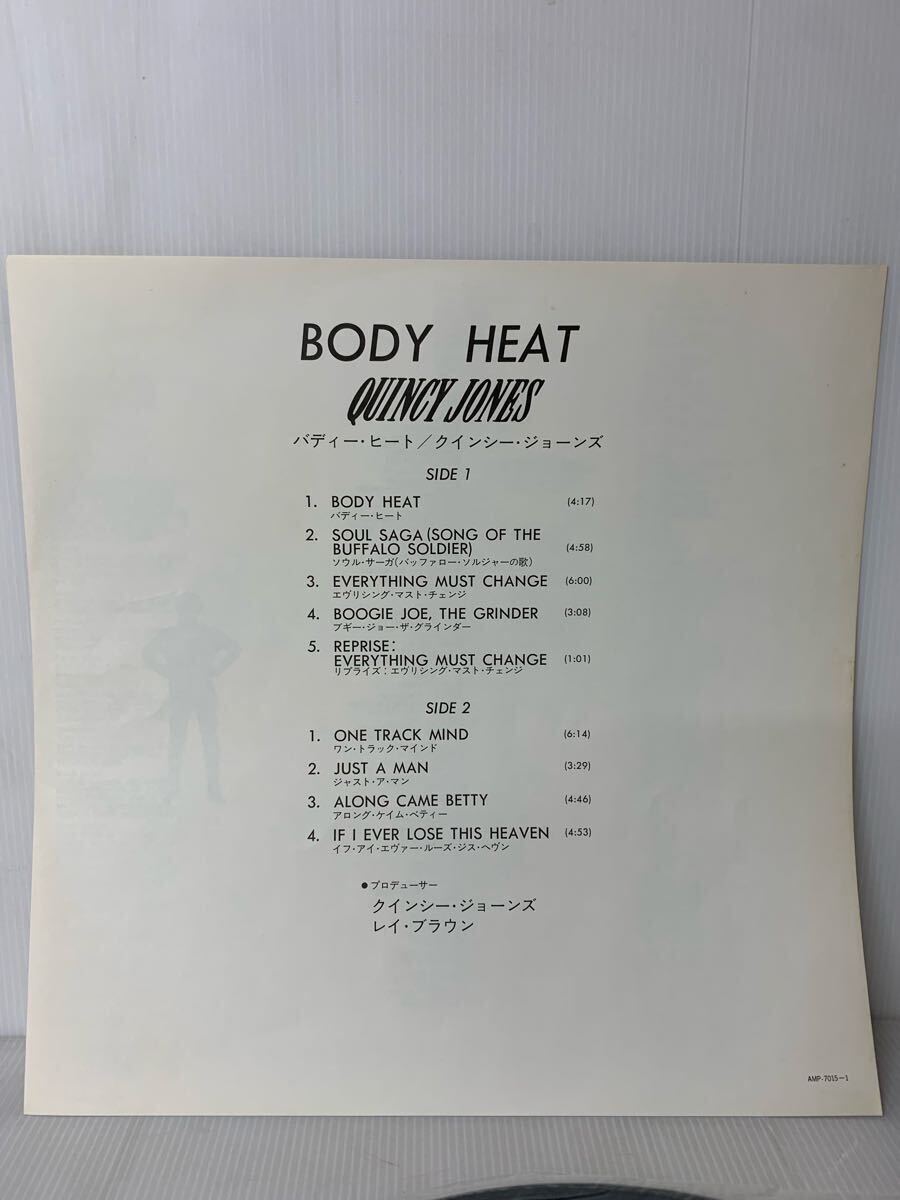 BODY HEAT
QUINCY JONES
バディー・ヒート／クインシー・ジョーンズ
SIDE 1
1. BODY HEAT (4:17)
バディー・ヒート
2. SOUL SAGA (SONG OF THE
BUFFALO SOLDIER) (4:58)
ソウル・サーガ(バッファロー・ソルジャーの歌)
3. EVERYTHING MUST CHANGE (6:00)
エヴリシング・マスト・チェンジ
4. BOOGIE JOE, THE GRINDER (3:08)
ブギー・ジョー・ザ・グラインダー
5. REPRISE:
EVERYTHING MUST CHANGE (1:01)
リプライズ：エヴリシング・マスト・チェンジ
SIDE 2
1. ONE TRACK MIND (6:14)
ワン・トラック・マインド
2. JUST A MAN (3:29)
ジャスト・ア・マン
3. ALONG CAME BETTY (4:46)
アロング・ケイム・ベティー
4. IF I EVER LOSE THIS HEAVEN (4:53)
イフ・アイ・エヴァー・ルーズ・ジス・ヘヴン
●プロデューサー
クインシー・ジョーンズ
レイ・ブラウン
AMP-7015-1